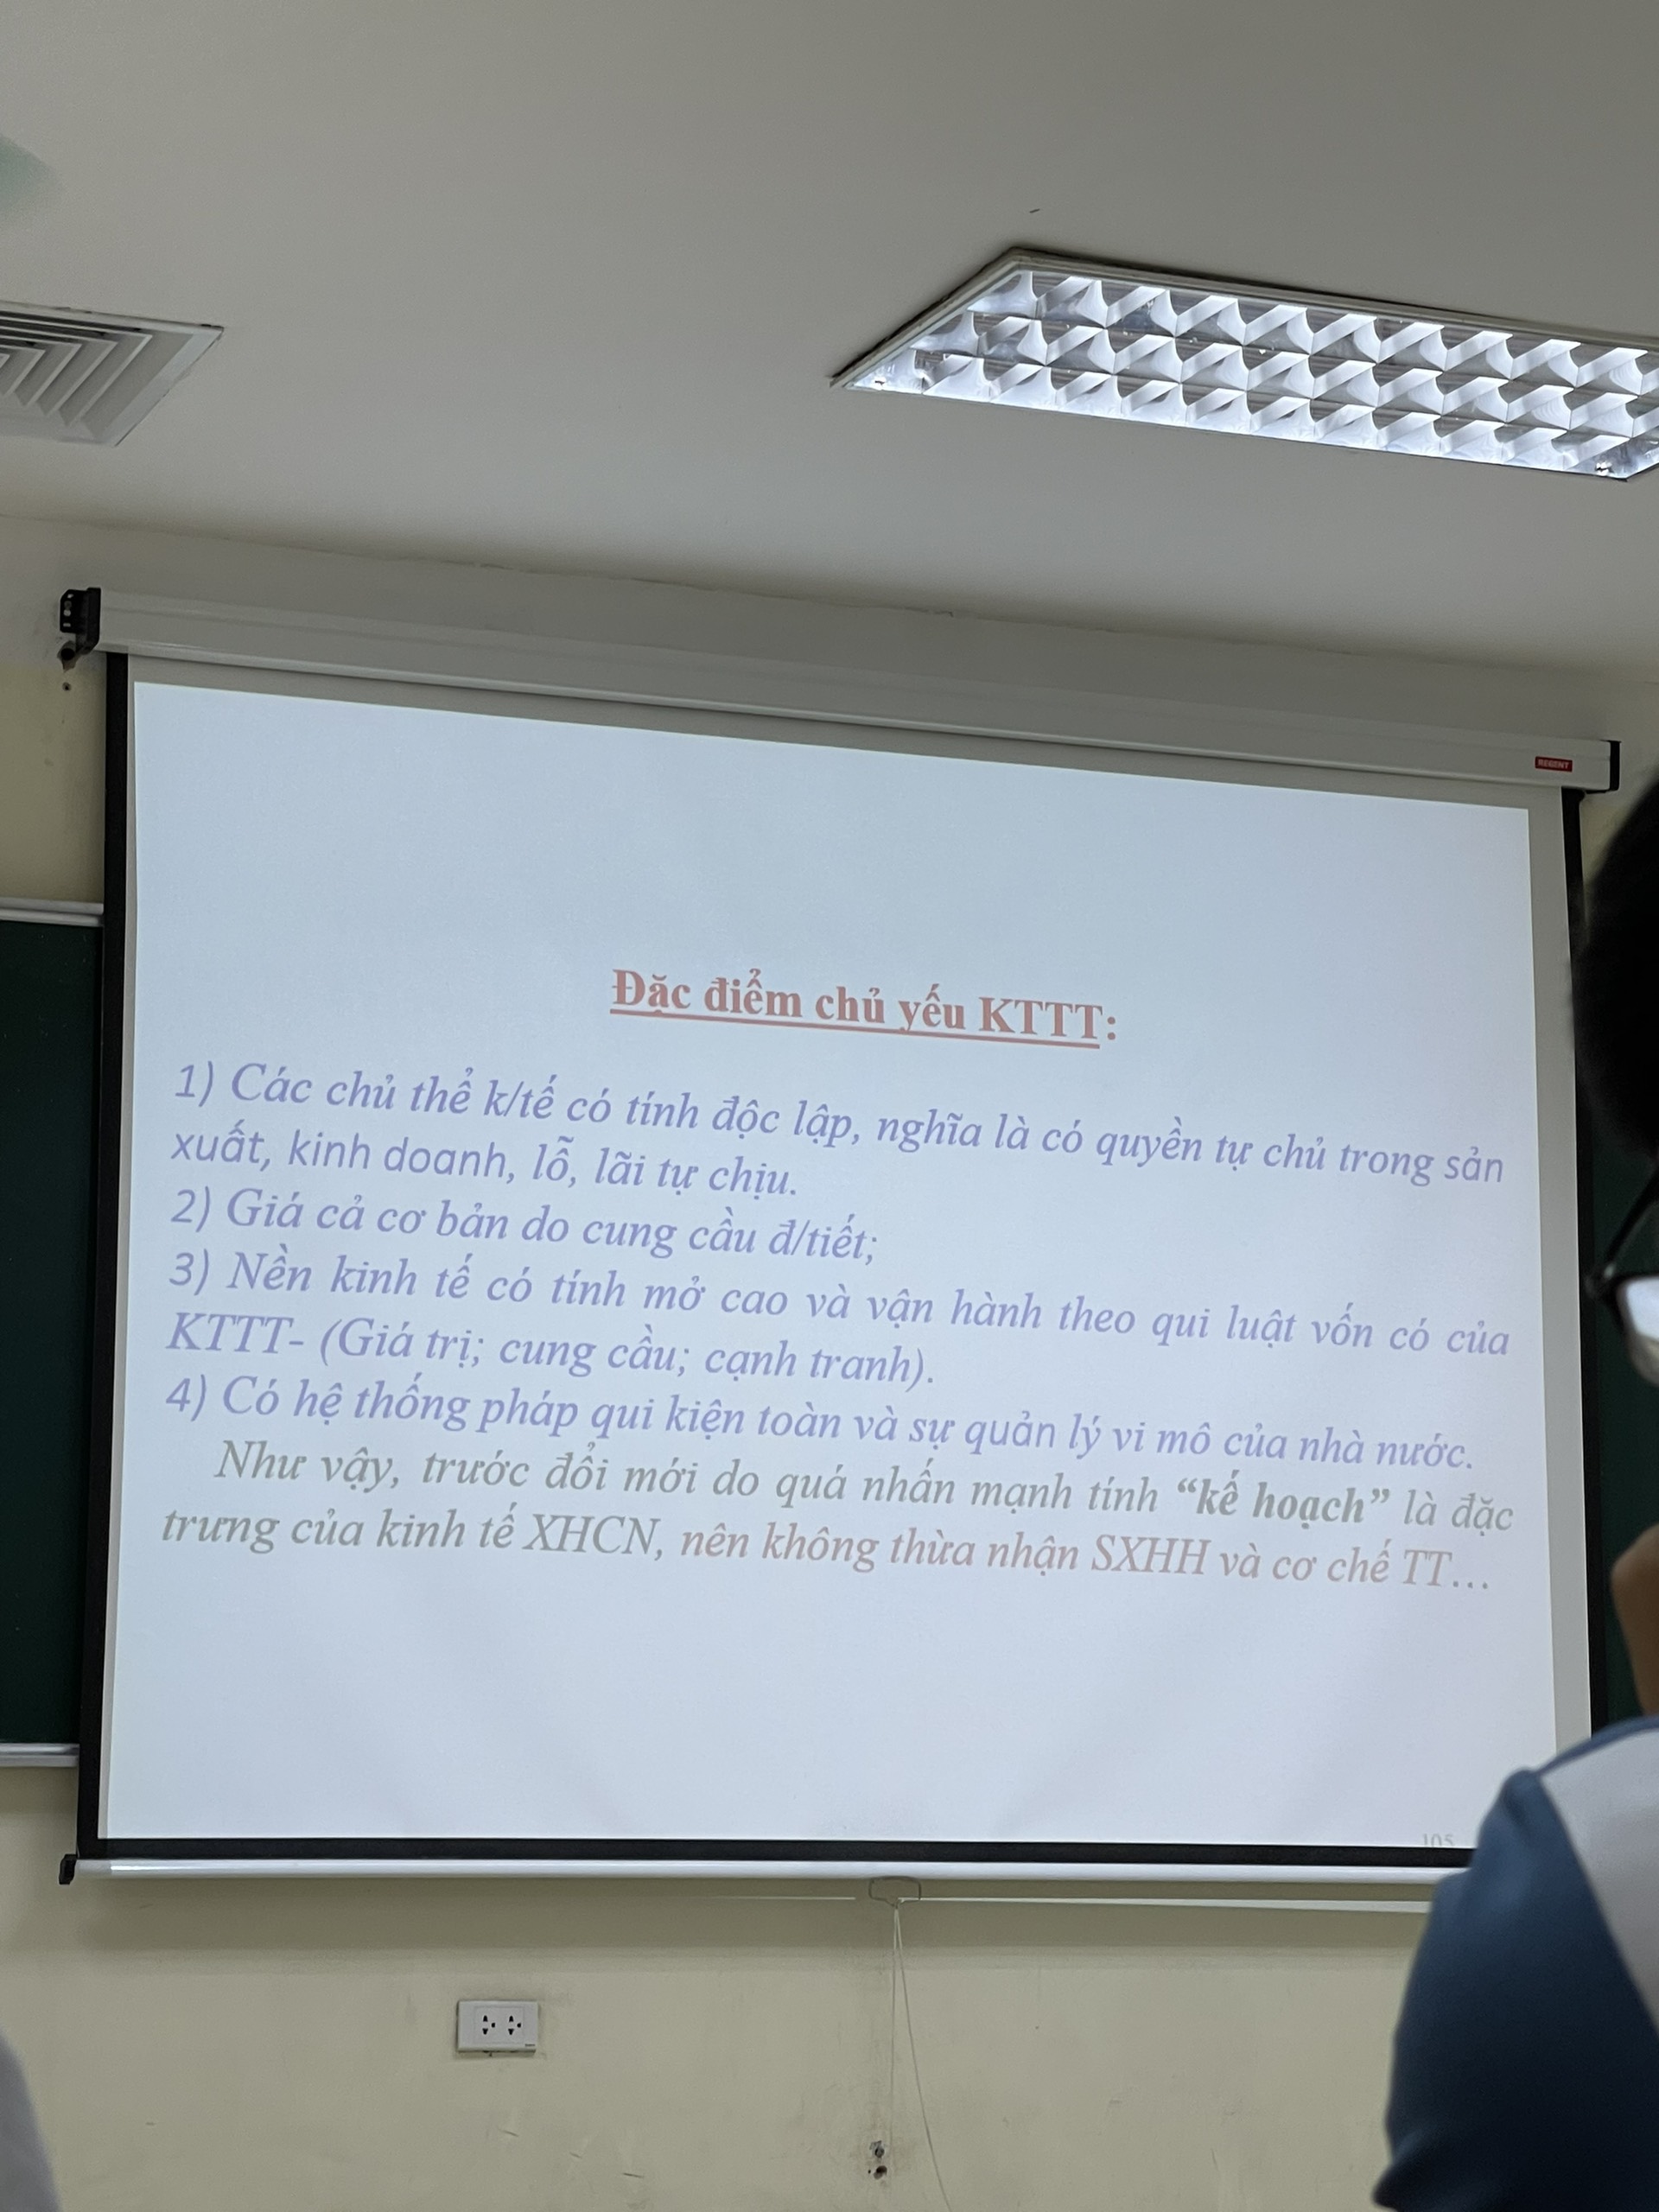 REGENT
Đặc điểm chủ yếu KTTT:
1) Các chủ thể k/tế có tính độc lập, nghĩa là có quyền tự chủ trong sản
xuất, kinh doanh, lỗ, lãi tự chịu.
2) Giá cả cơ bản do cung cầu đ/tiết;
3) Nền kinh tế có tính mở cao và vận hành theo qui luật vốn có của
KTTT- (Giá trị; cung cầu; cạnh tranh).
4) Có hệ thống pháp qui kiện toàn và sự quản lý vi mô của nhà nước.
Như vậy, trước đổi mới do quá nhấn mạnh tính “kế hoạch” là đặc
trưng của kinh tế XHCN, nên không thừa nhận SXHH và cơ chế TT...
105